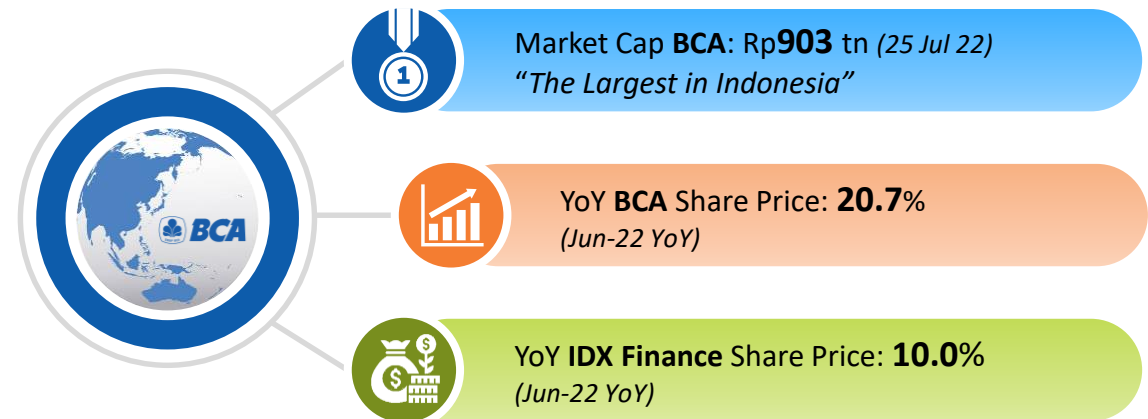 Market Cap BCA: Rp903 tn (25 Jul 22)
“The Largest in Indonesia”
1
BCA
YoY BCA Share Price: 20.7%
(Jun-22 YoY)
YoY IDX Finance Share Price: 10.0%
(Jun-22 YoY)
$
$